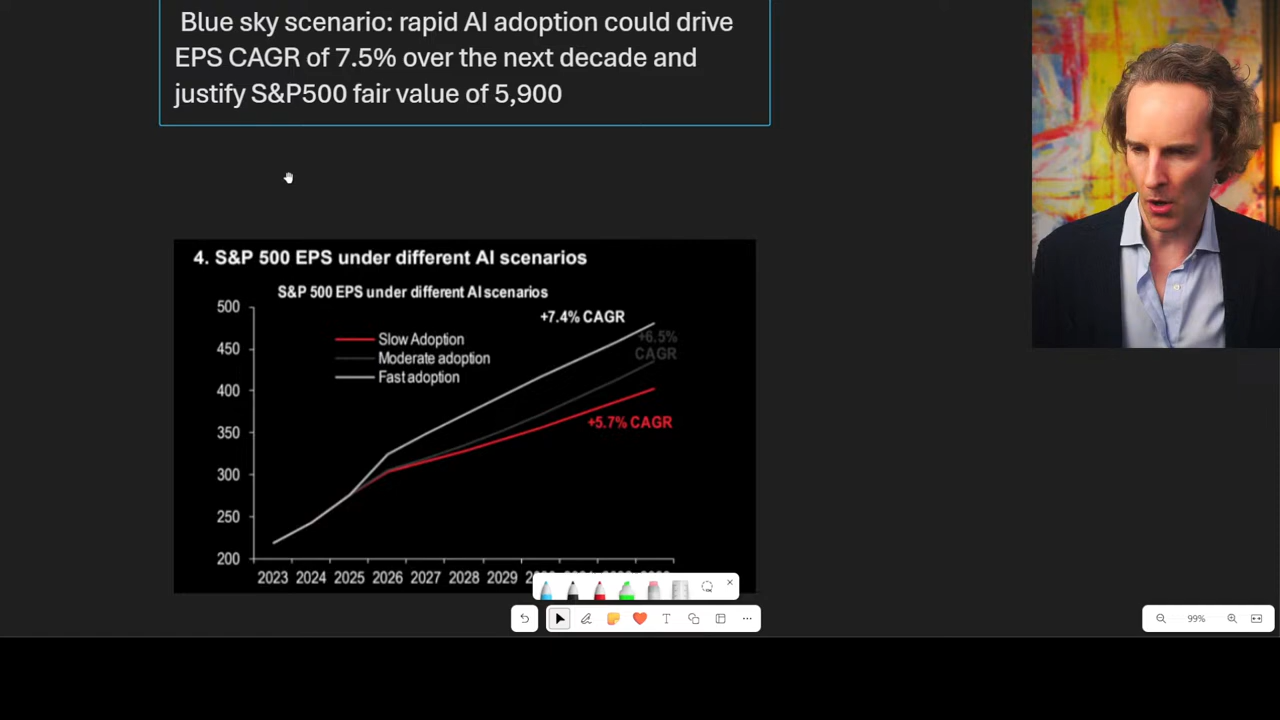 Blue sky scenario: rapid AI adoption could drive
EPS CAGR of 7.5% over the next decade and
justify S&P500 fair value of 5,900
4. S&P 500 EPS under different AI scenarios
S&P 500 EPS under different AI scenarios
500
450
400
350
300
250
200
Slow Adoption
Moderate adoption
Fast adoption
+7.4% CAGR
+6.5%
CAGR
+5.7% CAGR
2023 2024 2025 2026 2027 2028 2029
T
99%